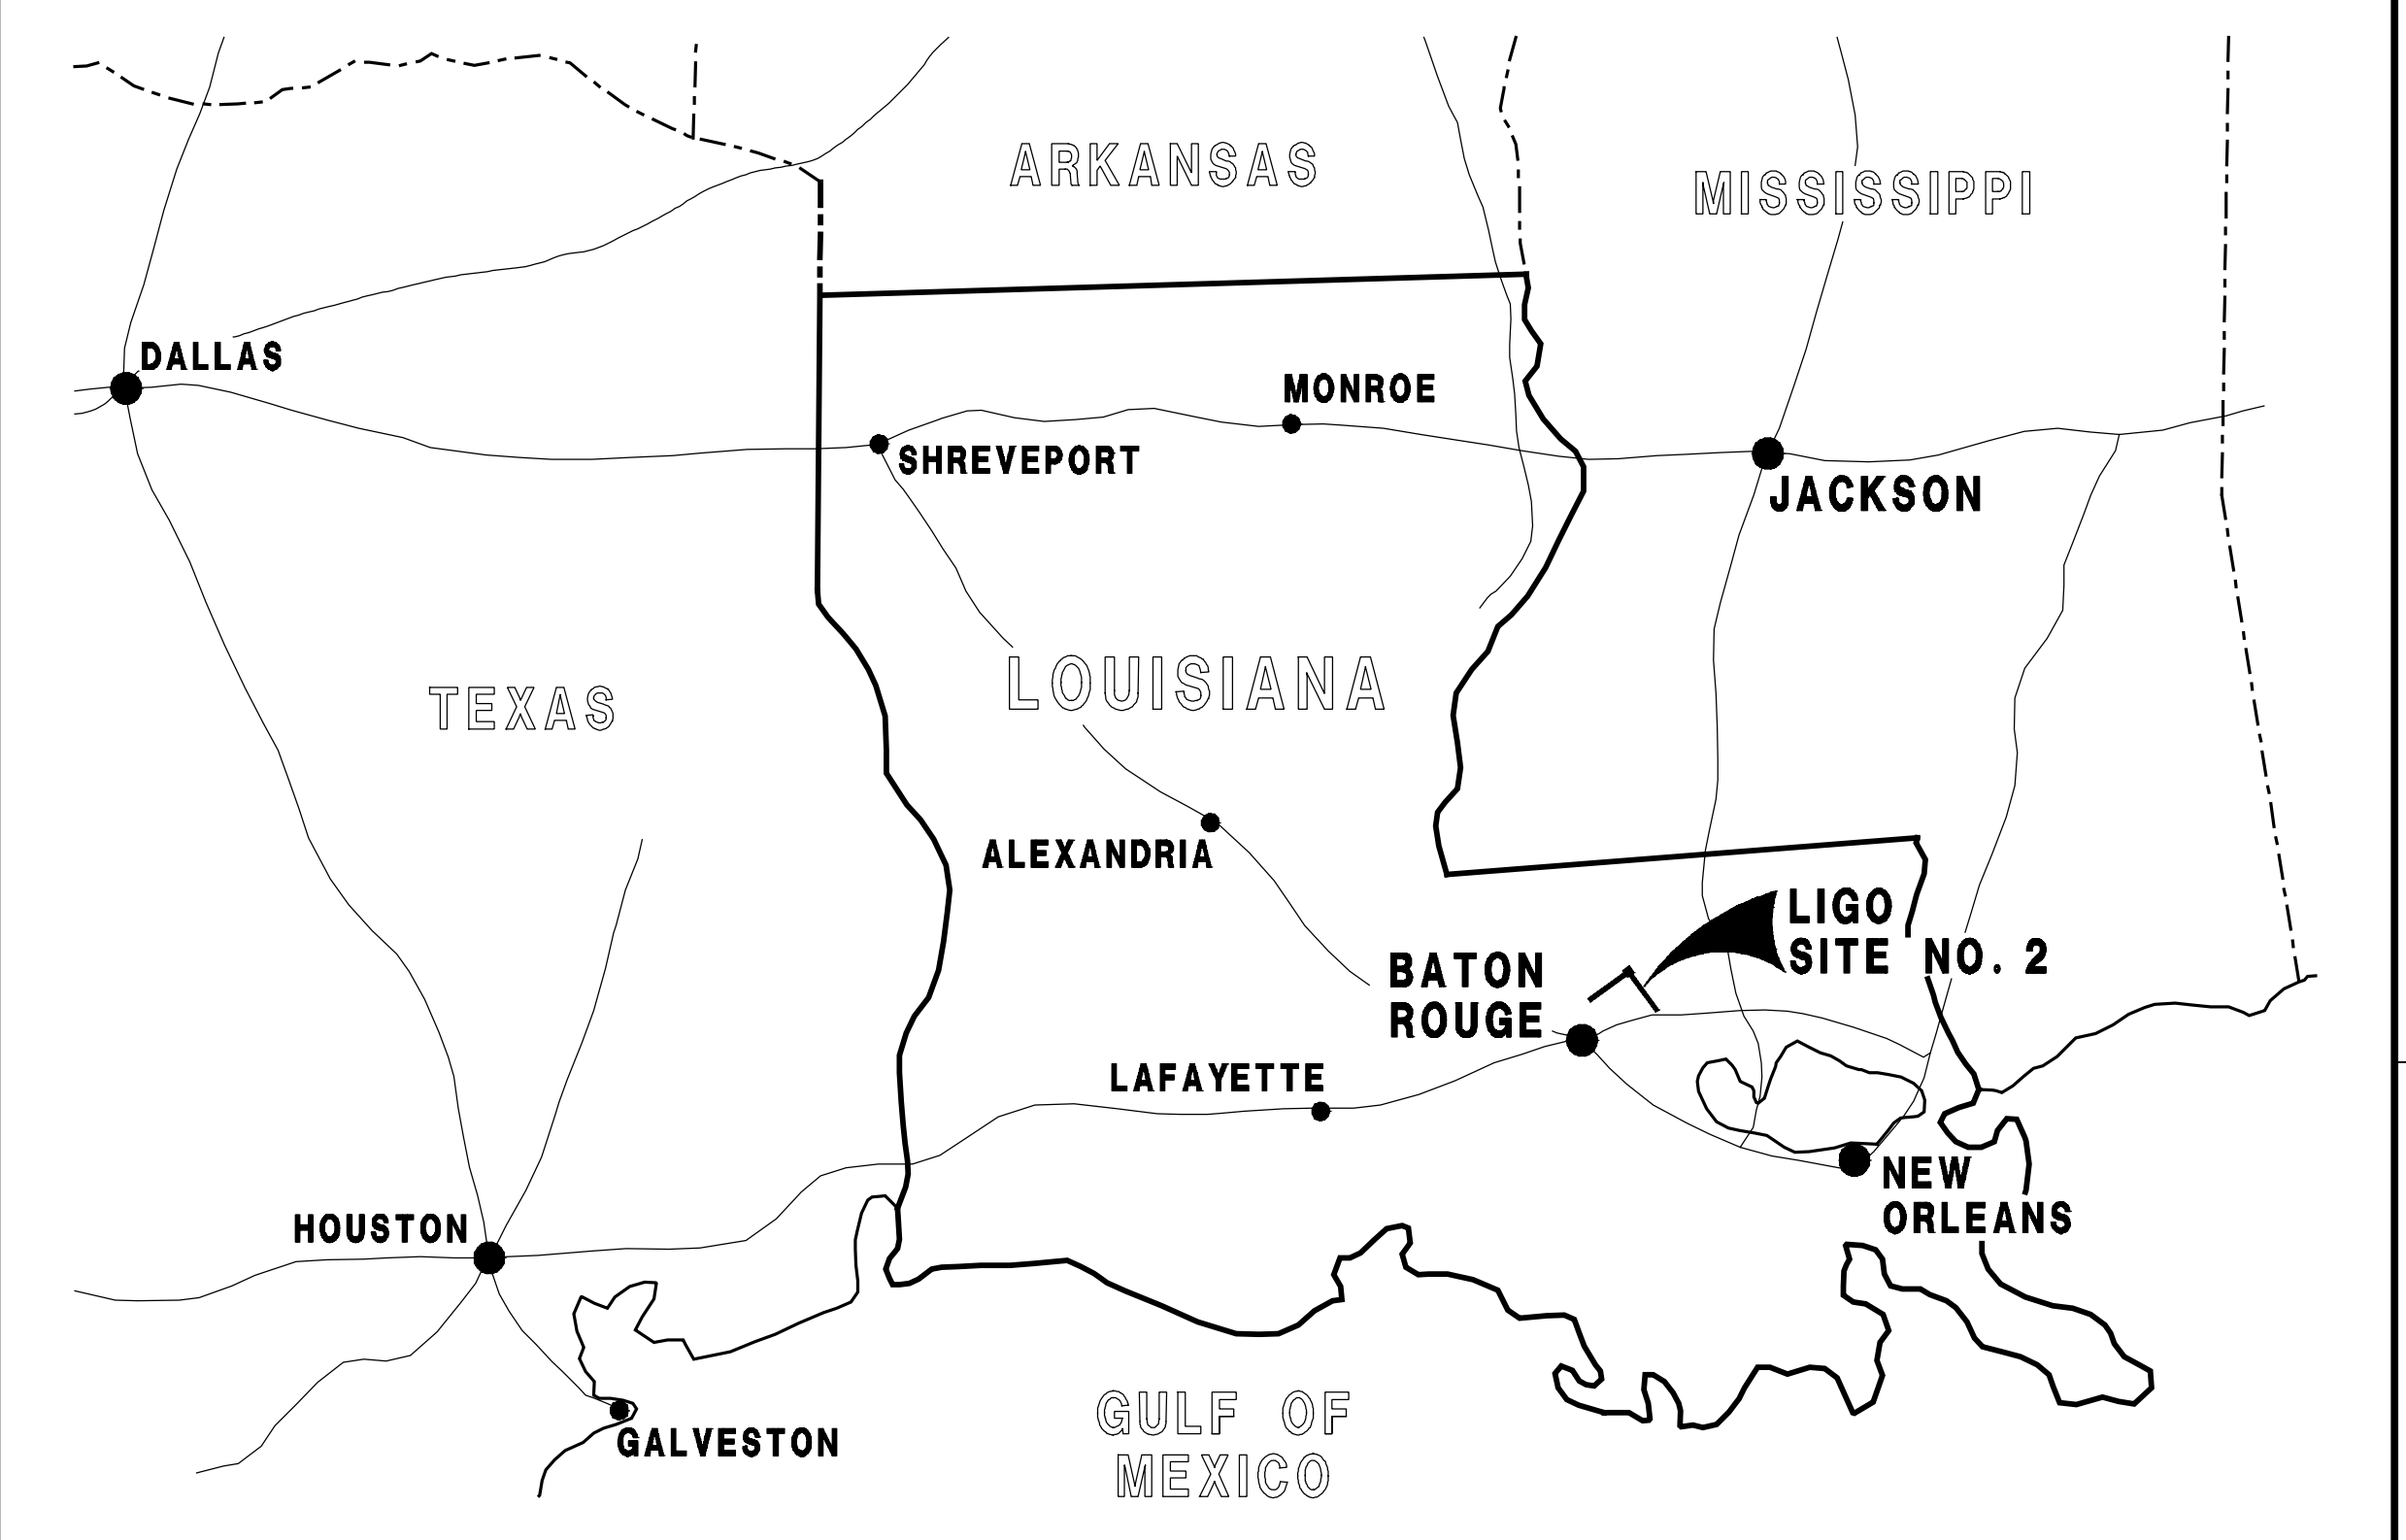 ARKANSAS
MISSISSIPPI
DALLAS
MONROE
SHREVEPORT
JACKSON
TEXAS
LOUISIANA
ALEXANDRIA
LIGO
SITE NO. 2
BATON
ROUGE
LAFAYETTE
NEW
ORLEANS
HOUSTON
GALVESTON
GULF OF
MEXICO